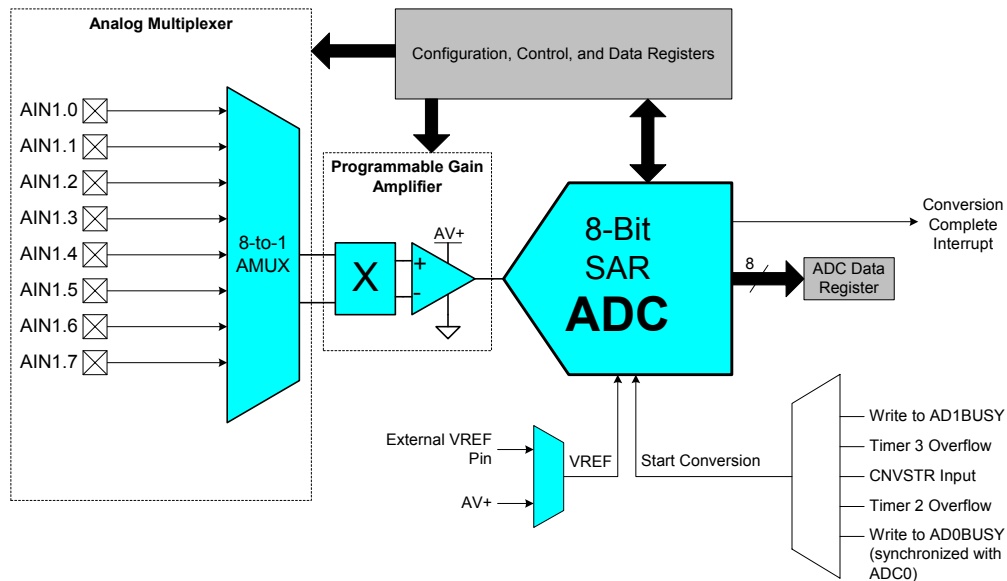 Analog Multiplexer
Configuration, Control, and Data Registers
AIN1.0
AIN1.1
AIN1.2
AIN1.3
AIN1.4
AIN1.5
AIN1.6
AIN1.7
8-to-1
AMUX
Programmable Gain
Amplifier
X
AV+
+
-
8-Bit
SAR
ADC
Conversion
Complete
Interrupt
8
ADC Data
Register
External VREF
Pin
AV+
VREF
Start Conversion
Write to AD1BUSY
Timer 3 Overflow
CNVSTR Input
Timer 2 Overflow
Write to AD0BUSY
(synchronized with
ADC0)